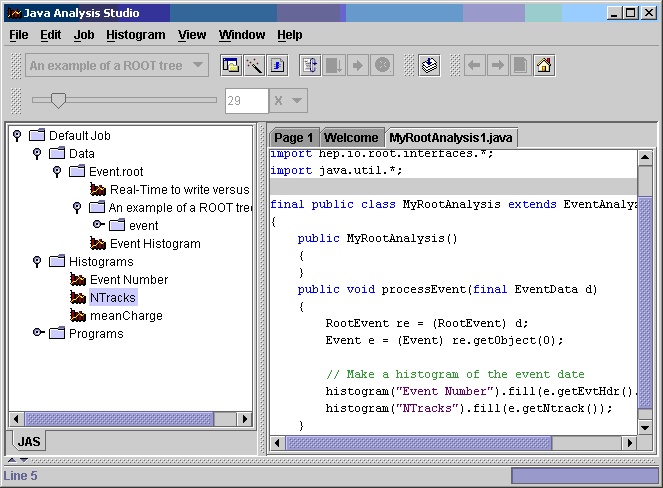 Java Analysis Studio
File Edit Job Histogram View Window Help
An example of a ROOT tree
29 X
Default Job
Data
Event.root
Real-Time to write versus
An example of a ROOT tree
event
Event Histogram
Histograms
Event Number
NTracks
meanCharge
Programs
JAS
Page 1 Welcome MyRootAnalysis1.java
import hep.io.root.interfaces.*;
import java.util.*;
final public class MyRootAnalysis extends EventAnaly
{
public MyRootAnalysis()
{
}
public void processEvent(final EventData d)
{
RootEvent re = (RootEvent) d;
Event e = (Event) re.getObject(0);
// Make a histogram of the event date
histogram("Event Number").fill(e.getEvtHdr().
histogram("NTracks").fill(e.getNtrack());
}
Line 5